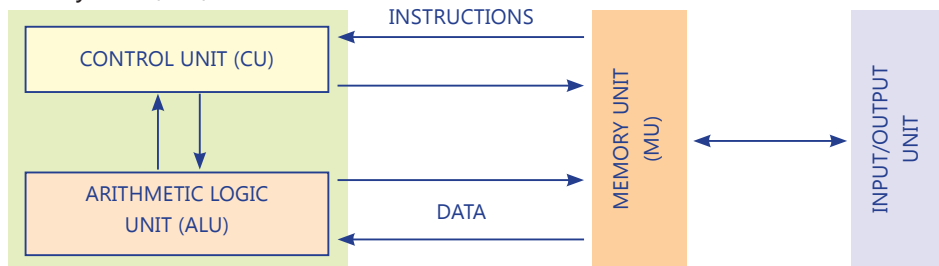 INSTRUCTIONS
CONTROL UNIT (CU)
ARITHMETIC LOGIC
UNIT (ALU)
DATA
MEMORY UNIT
(MU)
INPUT/OUTPUT
UNIT